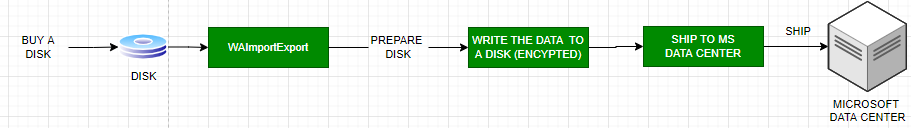 BUY A
DISK
DISK
WAImportExport
PREPARE
DISK
WRITE THE DATA TO
A DISK (ENCYPTED)
SHIP TO MS
DATA CENTER
SHIP
MICROSOFT
DATA CENTER